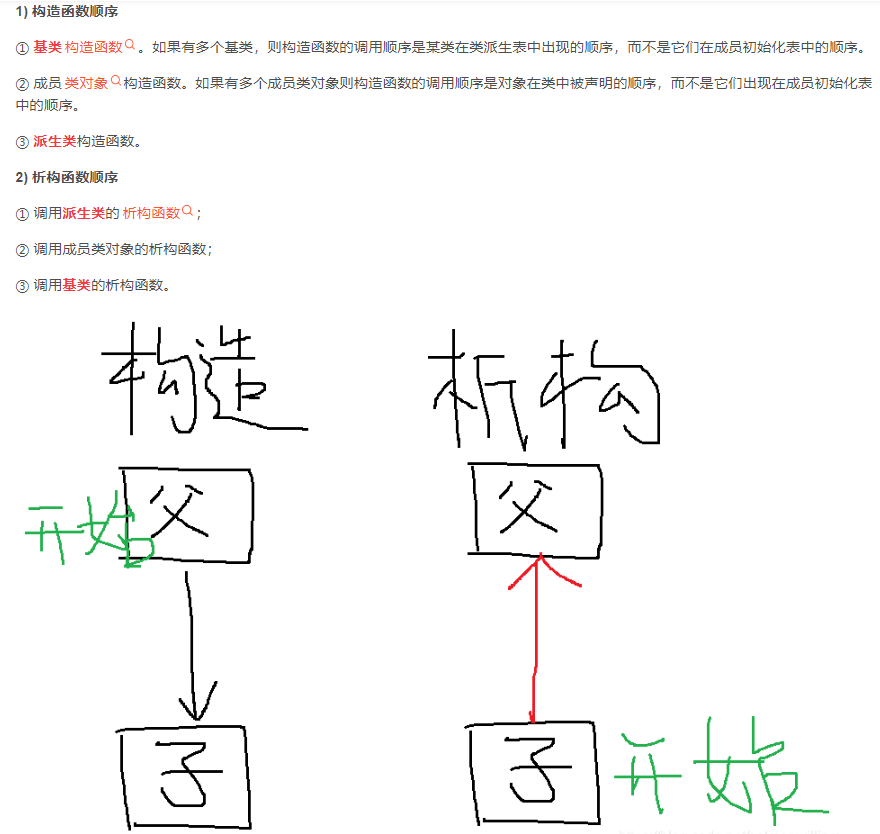 1) 构造函数顺序
① 基类 构造函数。如果有多个基类，则构造函数的调用顺序是某类在类派生表中出现的顺序，而不是它们在成员初始化表中的顺序。
② 成员 类对象 构造函数。如果有多个成员类对象则构造函数的调用顺序是对象在类中被声明的顺序，而不是它们出现在成员初始化表
中的顺序。
③ 派生类构造函数。
2) 析构函数顺序
① 调用派生类的 析构函数；
② 调用成员类对象的析构函数；
③ 调用基类的析构函数。
构造 析构
开始 父 父
子 子 开始